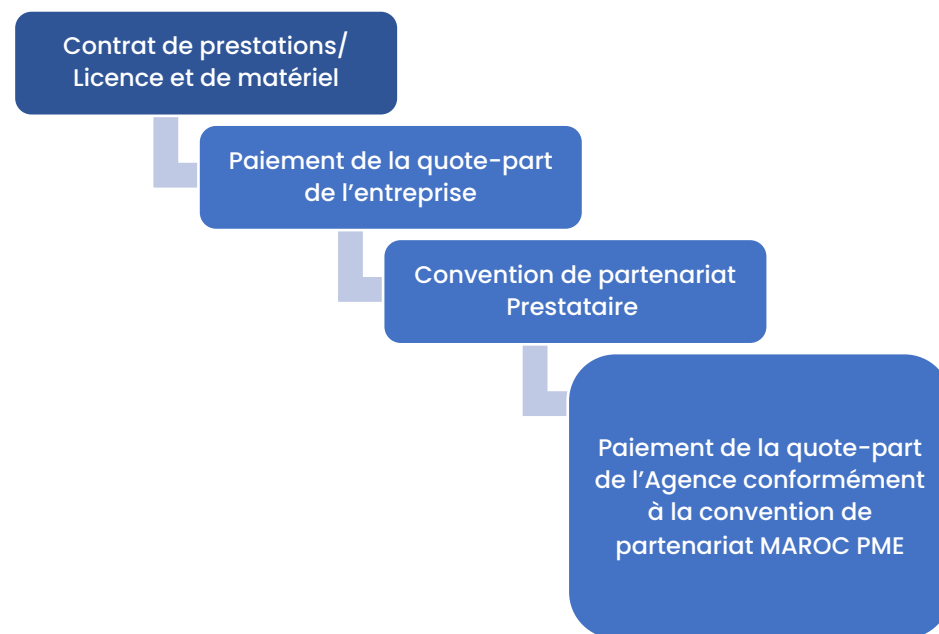 Contrat de prestations/
Licence et de matériel
Paiement de la quote-part
de l'entreprise
Convention de partenariat
Prestataire
Paiement de la quote-part
de l'Agence conformément
à la convention de
partenariat MAROC PME